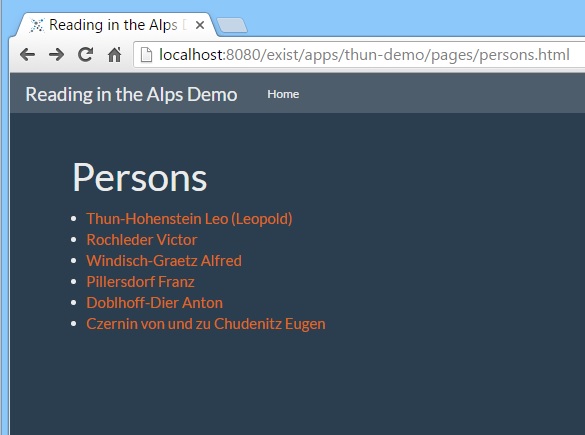 Reading in the Alps D
localhost:8080/exist/apps/thun-demo/pages/persons.html
Reading in the Alps Demo Home
Persons
Thun-Hohenstein Leo (Leopold)
Rochleder Victor
Windisch-Graetz Alfred
Pillersdorf Franz
Doblhoff-Dier Anton
Czernin von und zu Chudenitz Eugen